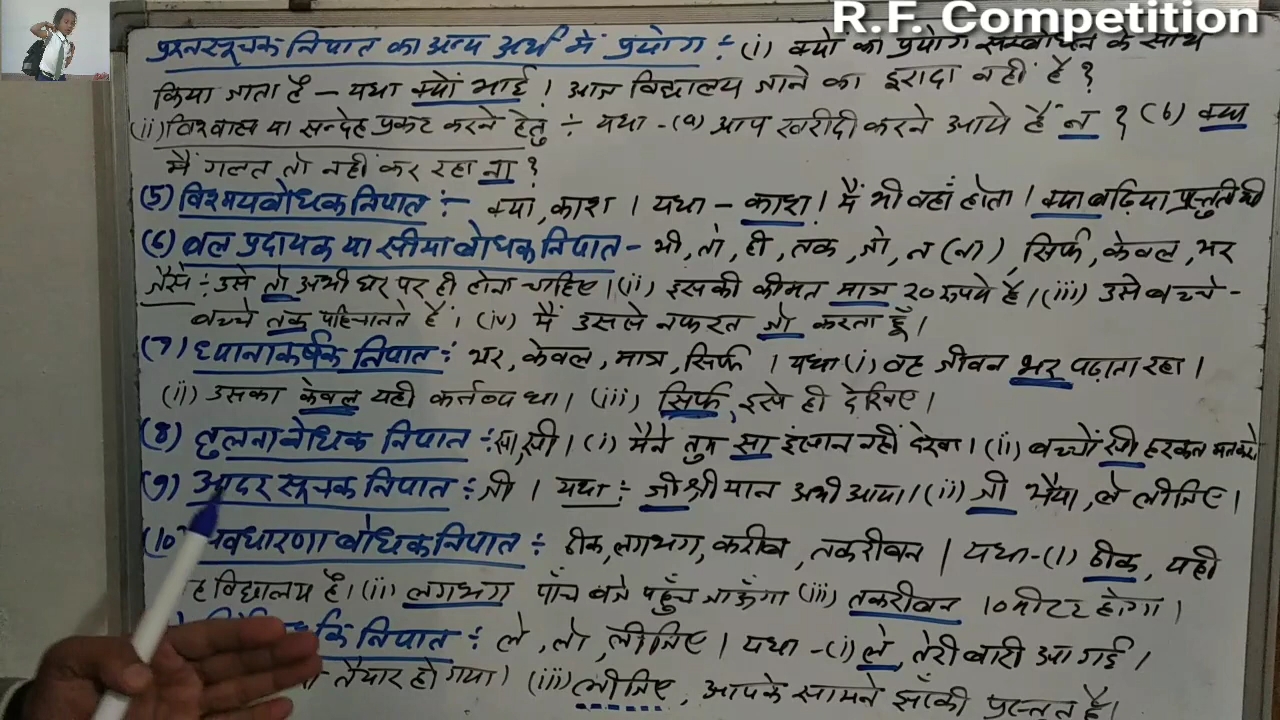 R.F. Competition
प्रश्नसूचक निपात का अन्य अर्थ में प्रयोग ÷ (i) क्यों का प्रयोग सम्बोधन के साथ
किया जाता है – यथा क्यों भाई ! आज विद्यालय जाने का इरादा नहीं है ?
(ii) विश्वास या सन्देह प्रकट करने हेतु ÷ यथा - (a) आप खरीदी करने आये हैं न ? (b) क्या
मैं गलत तो नहीं कर रहा ना ?
(5) विस्मयबोधक निपात ÷ क्या, काश । यथा – काश ! मैं भी वहां होता । क्या बढ़िया प्रस्तुती थी
(6) बल प्रदायक या सीमा बोधक निपात - भी, तो, ही, तक, जो, न (ना), सिर्फ, केवल, भर
जैसे ÷ उसे तो अभी घर पर ही होना चाहिए । (ii) इसकी कीमत मात्र 20 रूपये है । (iii) उसे बच्चे -
बच्चे तक पहिचानते हैं । (iv) मैं उससे नफरत जो करता हूँ ।
(7) ध्यानाकर्षक निपात ÷ भर, केवल, मात्र, सिर्फ । यथा (i) वह जीवन भर पढ़ाता रहा ।
(ii) उसका केवल यही कर्त्तव्य था । (iii) सिर्फ, इसे ही देखिए ।
(8) तुलनाबोधक निपात ÷ सा, सी । (i) मैंने तुम सा इंसान नहीं देखा । (ii) बच्चों सी हरकत मत करो
(9) आदर सूचक निपात ÷ जी । यथा ÷ जी श्रीमान अभी आया । (ii) जी भैया, ले लीजिए ।
(10) वधारणा बोधक निपात ÷ ठीक, लगभग, करीब, तकरीबन । यथा - (1) ठीक, यही
ह विद्यालय है । (ii) लगभग पाँच बजे पहुँच जाऊँगा (iii) तकरीबन 10 मीटर होगा ।
निपात ÷ ले, लो, लीजिए । यथा - (i) ले, तेरी बारी आ गई ।
तैयार हो गया । (iii) लीजिए, आपके सामने झाँकी प्रस्तुत है ।